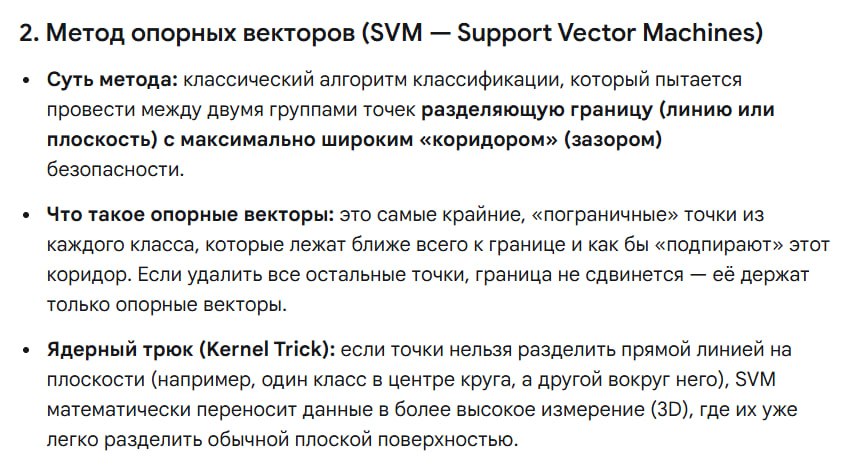 2. Метод опорных векторов (SVM — Support Vector Machines)
• Суть метода: классический алгоритм классификации, который пытается
провести между двумя группами точек разделяющую границу (линию или
плоскость) с максимально широким «коридором» (зазором)
безопасности.
• Что такое опорные векторы: это самые крайние, «пограничные» точки из
каждого класса, которые лежат ближе всего к границе и как бы «подпирают» этот
коридор. Если удалить все остальные точки, граница не сдвинется — её держат
только опорные векторы.
• Ядерный трюк (Kernel Trick): если точки нельзя разделить прямой линией на
плоскости (например, один класс в центре круга, а другой вокруг него), SVM
математически переносит данные в более высокое измерение (3D), где их уже
легко разделить обычной плоской поверхностью.